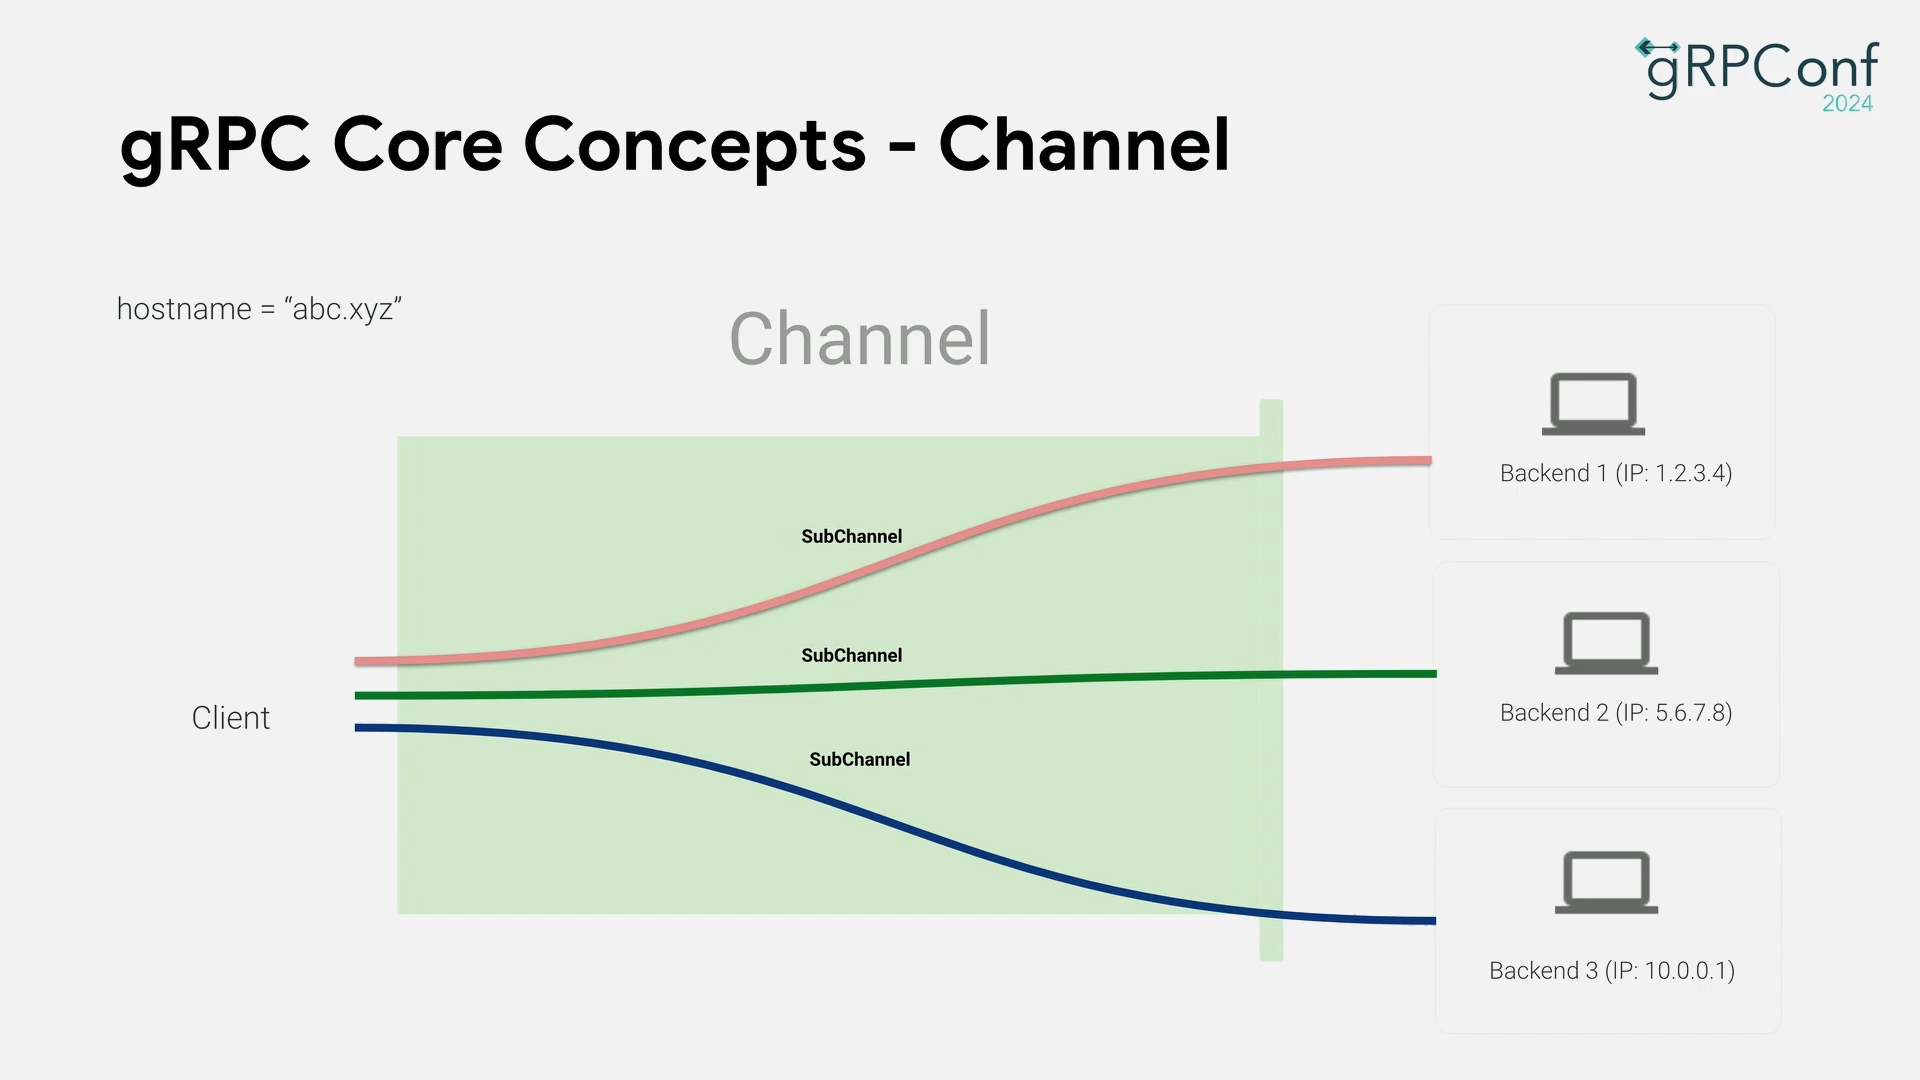 gRPConf
2024
gRPC Core Concepts - Channel
hostname = “abc.xyz”
Channel
Backend 1 (IP: 1.2.3.4)
SubChannel
SubChannel
Backend 2 (IP: 5.6.7.8)
Client
SubChannel
Backend 3 (IP: 10.0.0.1)